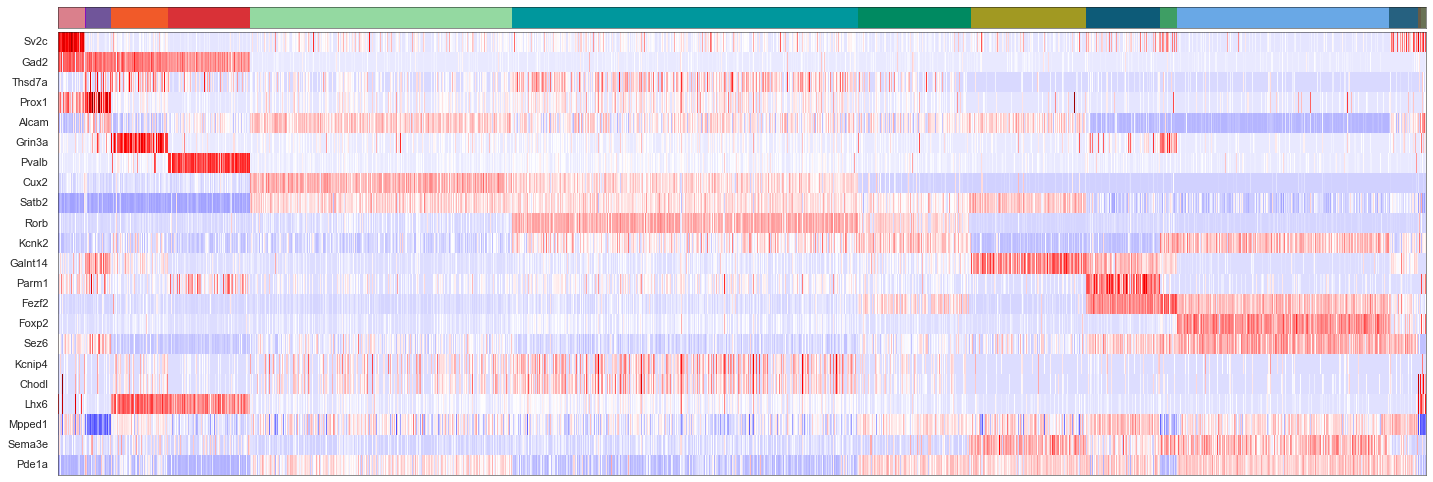 Sv2c
Gad2
Thsd7a
Prox1
Alcam
Grin3a
Pvalb
Cux2
Satb2
Rorb
Kcnk2
Galnt14
Parm1
Fezf2
Foxp2
Sez6
Kcnip4
Chodl
Lhx6
Mpped1
Sema3e
Pde1a